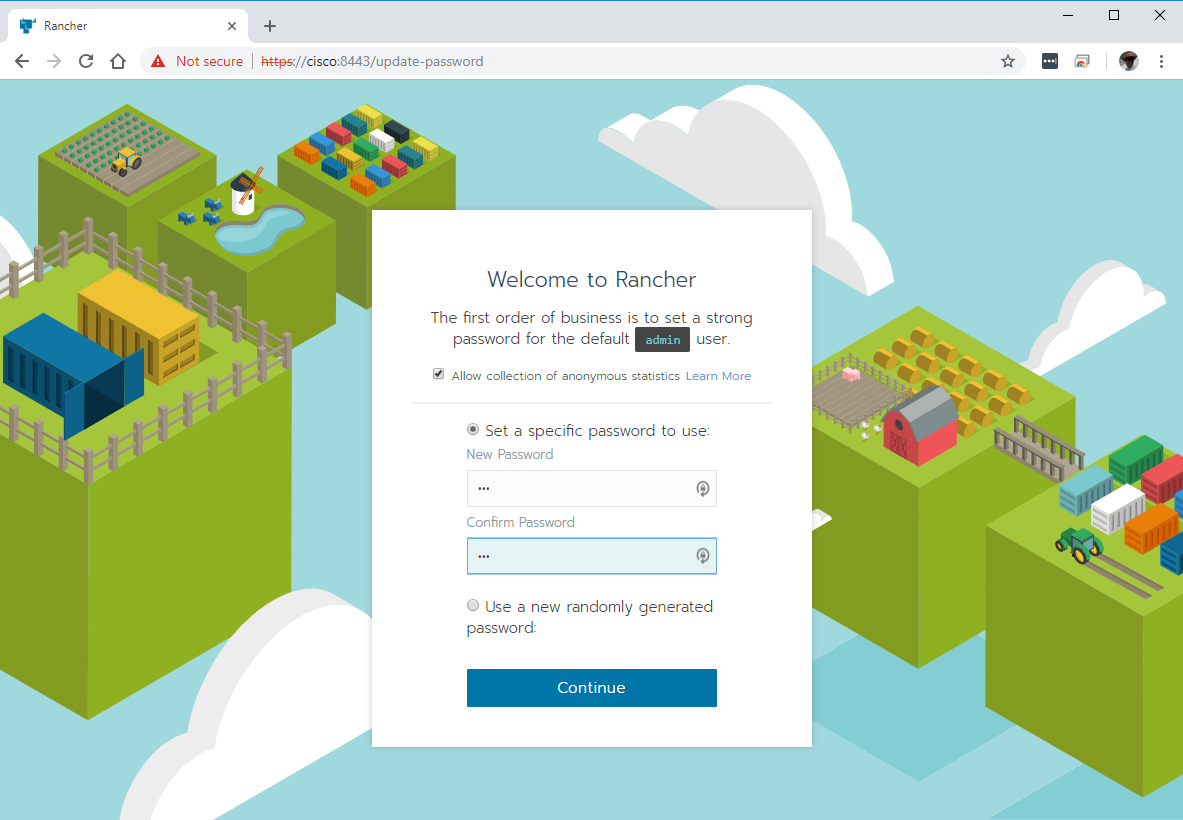 Rancher
Not secure | https://cisco:8443/update-password
Welcome to Rancher
The first order of business is to set a strong
password for the default admin user.
Allow collection of anonymous statistics Learn More
Set a specific password to use:
New Password
•••
Confirm Password
•••
Use a new randomly generated
password:
Continue